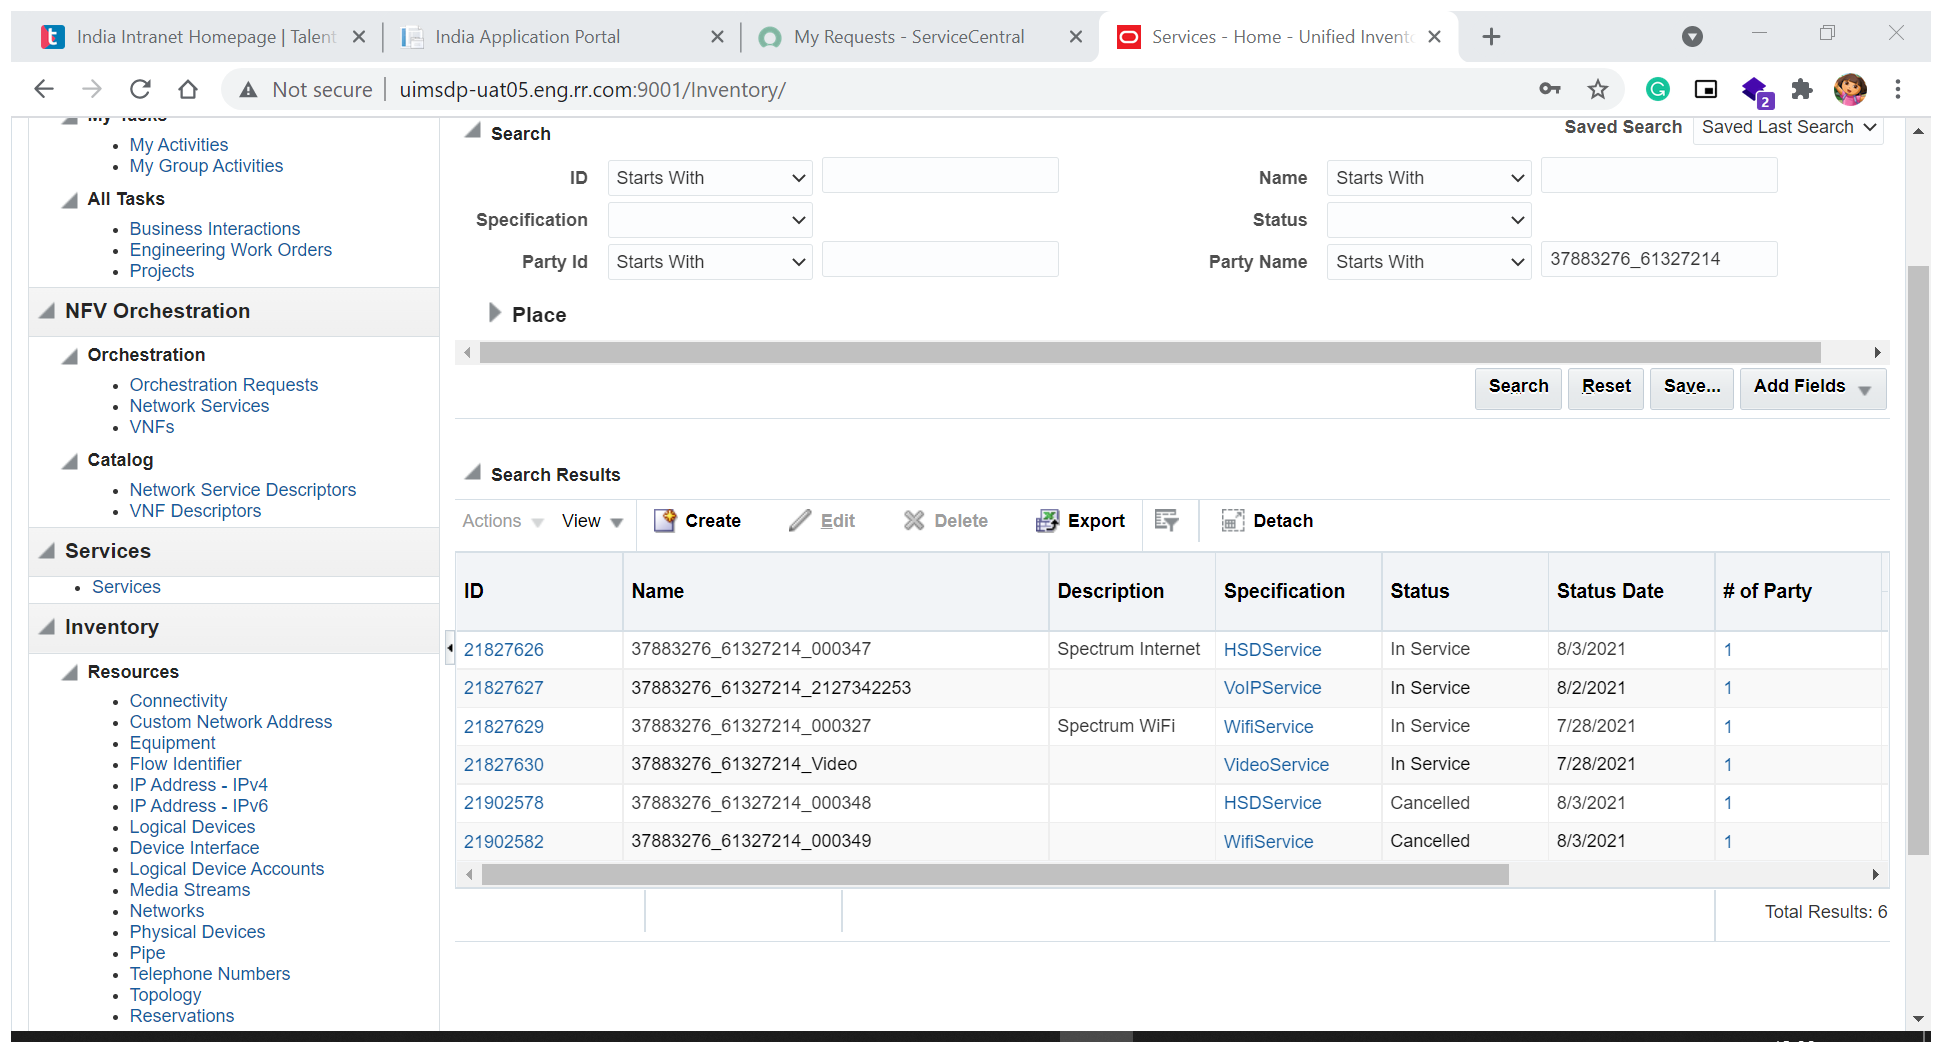 India Intranet Homepage | Talent
India Application Portal
My Requests - ServiceCentral
Services - Home - Unified Invento
Not secure
uimsdp-uat05.eng.rr.com:9001/Inventory/
2
My Tasks
My Activities
My Group Activities
All Tasks
Business Interactions
Engineering Work Orders
Projects
NFV Orchestration
Orchestration
Orchestration Requests
Network Services
VNFs
Catalog
Network Service Descriptors
VNF Descriptors
Services
Services
Inventory
Resources
Connectivity
Custom Network Address
Equipment
Flow Identifier
IP Address - IPv4
IP Address - IPv6
Logical Devices
Device Interface
Logical Device Accounts
Media Streams
Networks
Physical Devices
Pipe
Telephone Numbers
Topology
Reservations
Search
Saved Search Saved Last Search
ID Starts With Name Starts With
Specification Status
Party Id Starts With Party Name Starts With 37883276_61327214
Place
Search Reset Save... Add Fields
Search Results
Actions View Create Edit Delete Export Detach
ID Name Description Specification Status Status Date # of Party
21827626 37883276_61327214_000347 Spectrum Internet HSDService In Service 8/3/2021 1
21827627 37883276_61327214_2127342253 VoIPService In Service 8/2/2021 1
21827629 37883276_61327214_000327 Spectrum WiFi WifiService In Service 7/28/2021 1
21827630 37883276_61327214_Video VideoService In Service 7/28/2021 1
21902578 37883276_61327214_000348 HSDService Cancelled 8/3/2021 1
21902582 37883276_61327214_000349 WifiService Cancelled 8/3/2021 1
Total Results: 6